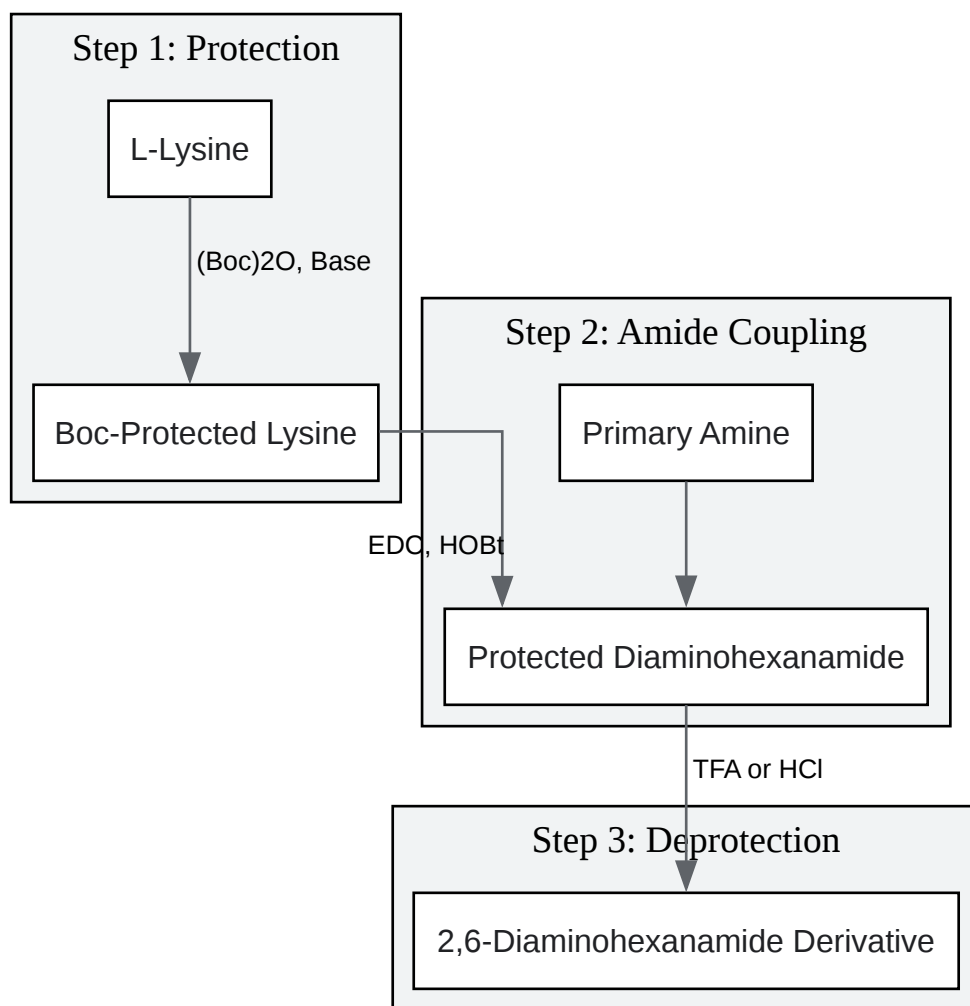 Step 1: Protection
L-Lysine
(Boc)2O, Base
Boc-Protected Lysine
Step 2: Amide Coupling
Primary Amine
EDC, HOBt
Protected Diaminohexanamide
TFA or HCl
Step 3: Deprotection
2,6-Diaminohexanamide Derivative